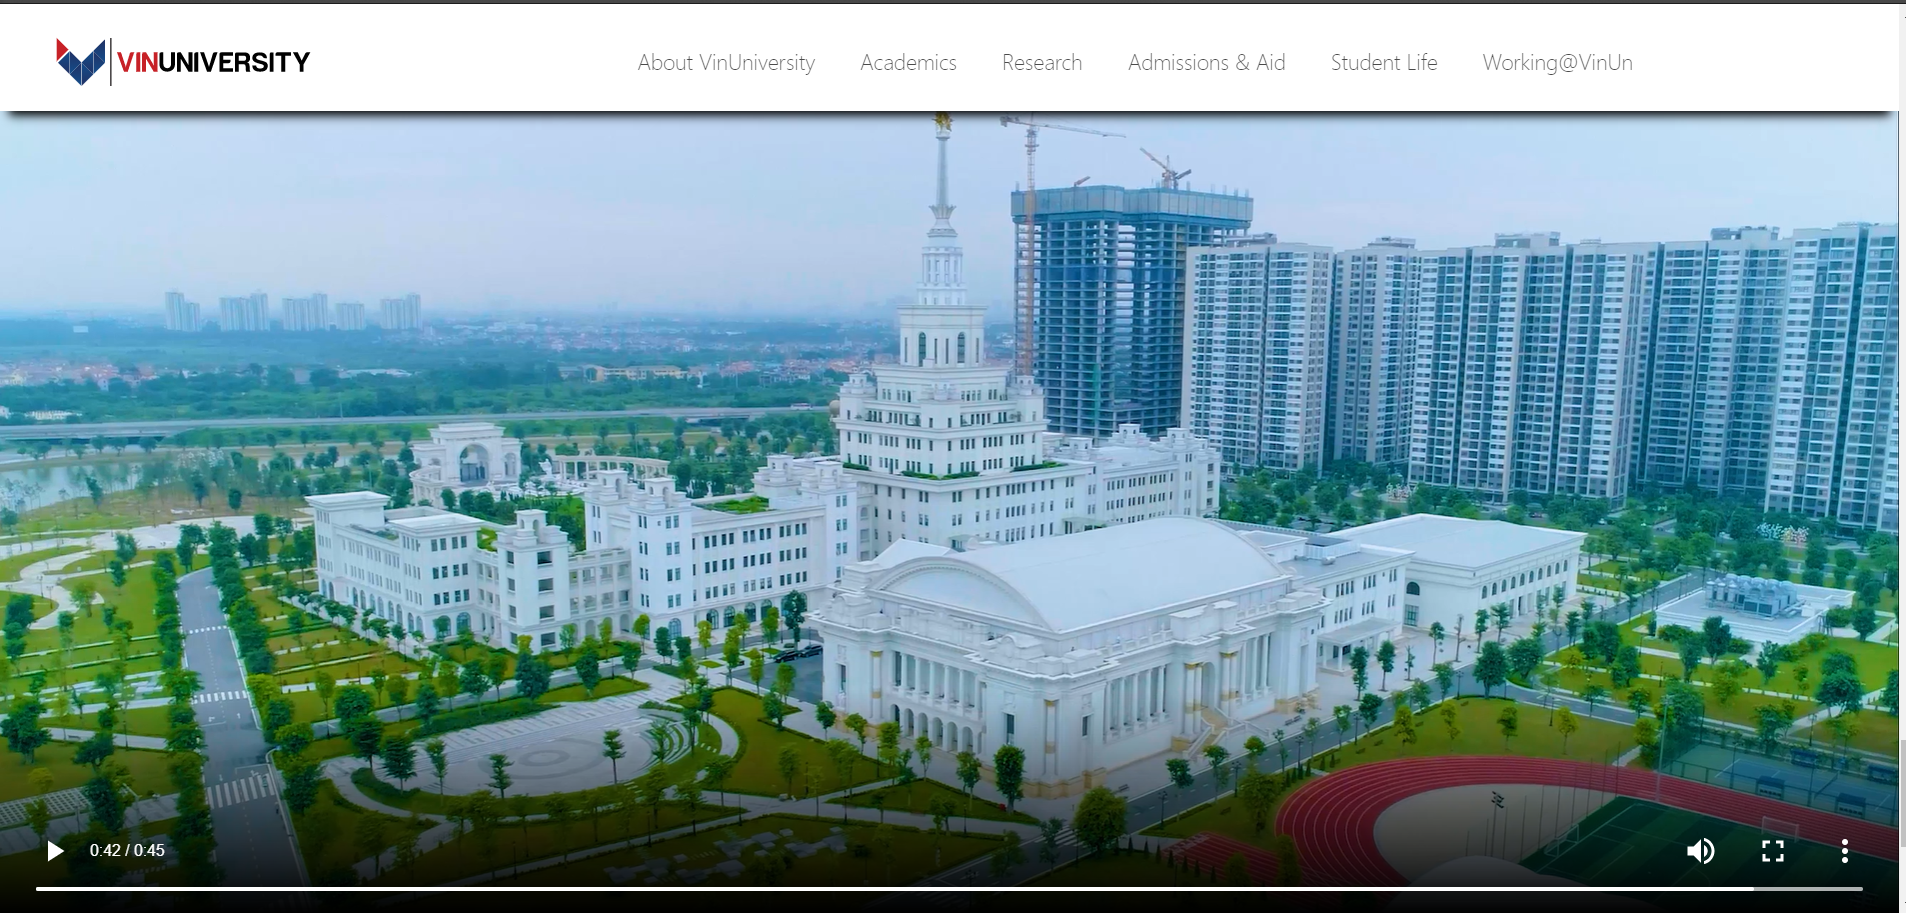 VINUNIVERSITY
About VinUniversity
Academics
Research
Admissions & Aid
Student Life
Working@VinUn
0:42 / 0:45